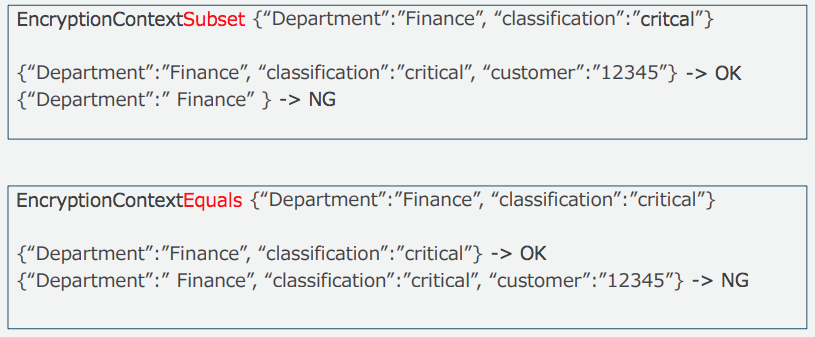 EncryptionContextSubset {“Department”:”Finance”, “classification”:”critcal”}
{“Department”:”Finance”, “classification”:”critical”, “customer”:”12345”} -> OK
{“Department”:” Finance” } -> NG
EncryptionContextEquals {“Department”:”Finance”, “classification”:”critical”}
{“Department”:”Finance”, “classification”:”critical”} -> OK
{“Department”:” Finance”, “classification”:”critical”, “customer”:”12345”} -> NG